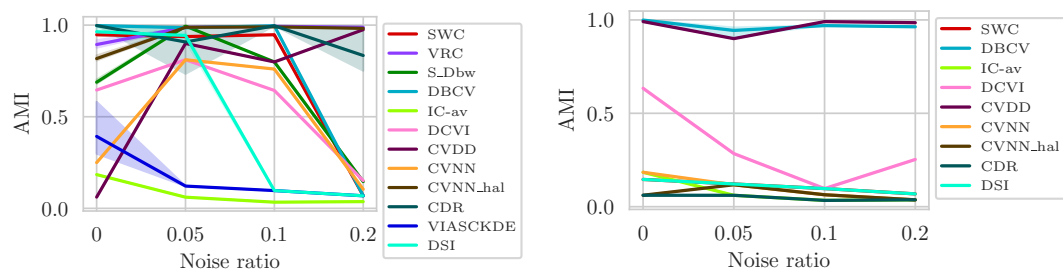 1.0
0.5
0.0
AMI
0
0.05
0.1
0.2
Noise ratio
SWC
VRC
S_Dbw
DBCV
IC-av
DCVI
CVDD
CVNN
CVNN_hal
CDR
VIASCKDE
DSI
1.0
0.5
0.0
AMI
0
0.05
0.1
0.2
Noise ratio
SWC
DBCV
IC-av
DCVI
CVDD
CVNN
CVNN_hal
CDR
DSI